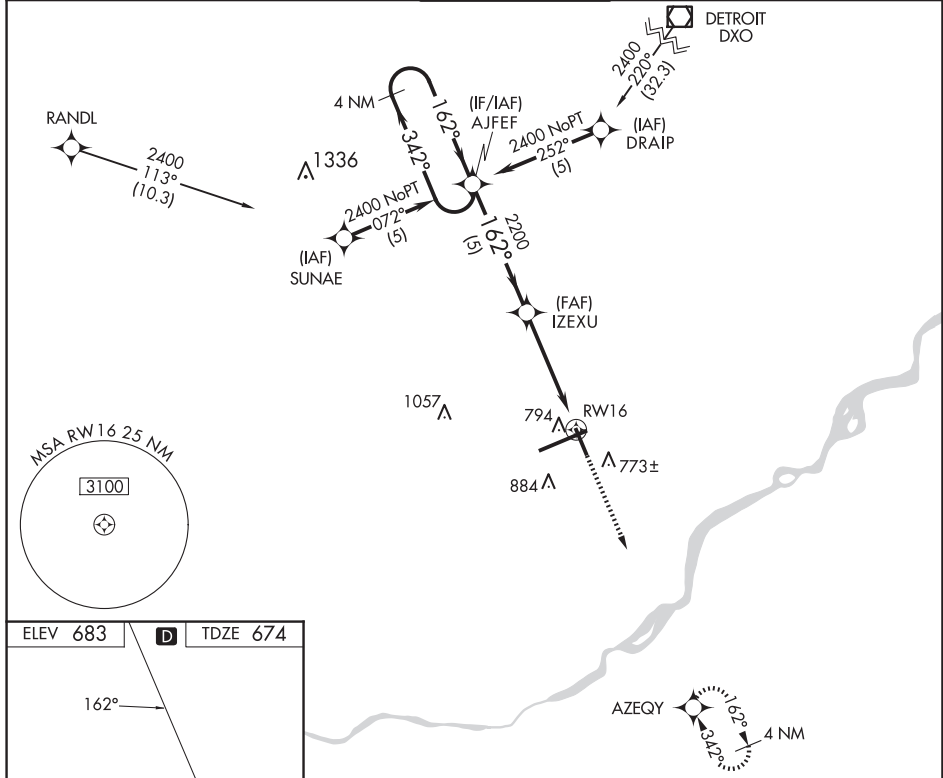 DETROIT
DXO
2400
220°
(32.3)
(IF/IAF)
AJFEF
4 NM
162°
342°
RANDL
2400
113°
(10.3)
1336
2400 NoPT
252°
(5)
(IAF)
DRAIP
2400 NoPT
072°
(5)
(IAF)
SUNAE
2200
162°
(5)
(FAF)
IZEXU
1057
794
RW16
773±
884
MSA RW16 25 NM
3100
ELEV 683
D
TDZE 674
162°
AZEQY
162°
342°
4 NM